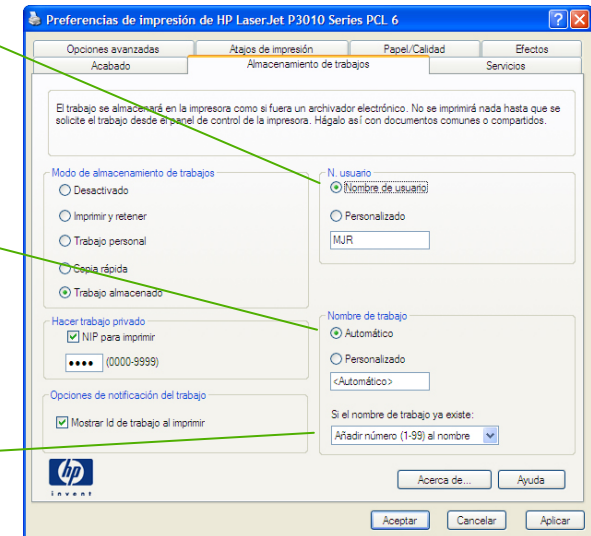 Preferencias de impresión de HP LaserJet P3010 Series PCL 6
Opciones avanzadas
Atajos de impresión
Papel/Calidad
Efectos
Acabado
Almacenamiento de trabajos
Servicios
El trabajo se almacenará en la impresora como si fuera un archivador electrónico. No se imprimirá nada hasta que se
solicite el trabajo desde el panel de control de la impresora. Hágalo así con documentos comunes o compartidos.
Modo de almacenamiento de trabajos
Desactivado
Imprimir y retener
Trabajo personal
Copia rápida
Trabajo almacenado
N. usuario
Nombre de usuario
Personalizado
MJR
Hacer trabajo privado
NIP para imprimir
•••• (0000-9999)
Nombre de trabajo
Automático
Personalizado
<Automático>
Opciones de notificación del trabajo
Mostrar Id de trabajo al imprimir
Si el nombre de trabajo ya existe:
Añadir número (1-99) al nombre
hp
invent
Acerca de...
Ayuda
Aceptar
Cancelar
Aplicar